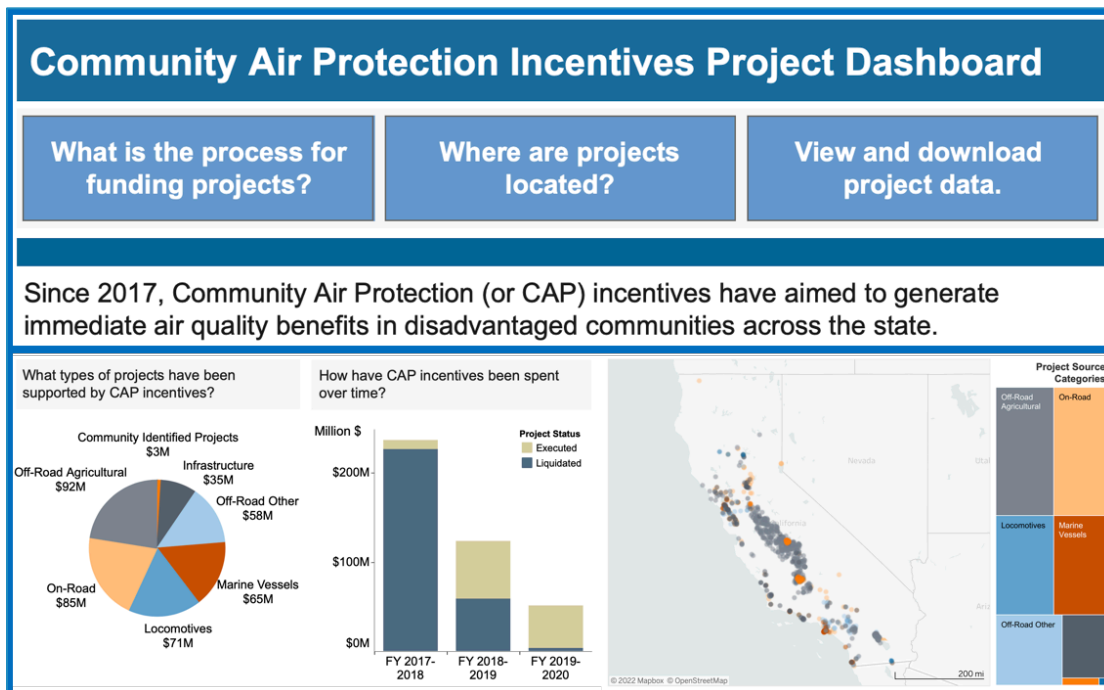 Community Air Protection Incentives Project Dashboard
What is the process for
funding projects?
Where are projects
located?
View and download
project data.
Since 2017, Community Air Protection (or CAP) incentives have aimed to generate
immediate air quality benefits in disadvantaged communities across the state.
What types of projects have been
supported by CAP incentives?
Community Identified Projects
$3M
Infrastructure
$35M
Off-Road Agricultural
$92M
Off-Road Other
$58M
On-Road
$85M
Marine Vessels
$65M
Locomotives
$71M
How have CAP incentives been spent
over time?
Million $
Project Status
Executed
Liquidated
$200M
$100M
$0M
FY 2017-
2018
FY 2018-
2019
FY 2019-
2020
Nevada
Utah
California
200 mi
© 2022 Mapbox © OpenStreetMap
Project Source
Categories
Off-Road
Agricultural
On-Road
Locomotives
Marine
Vessels
Off-Road Other